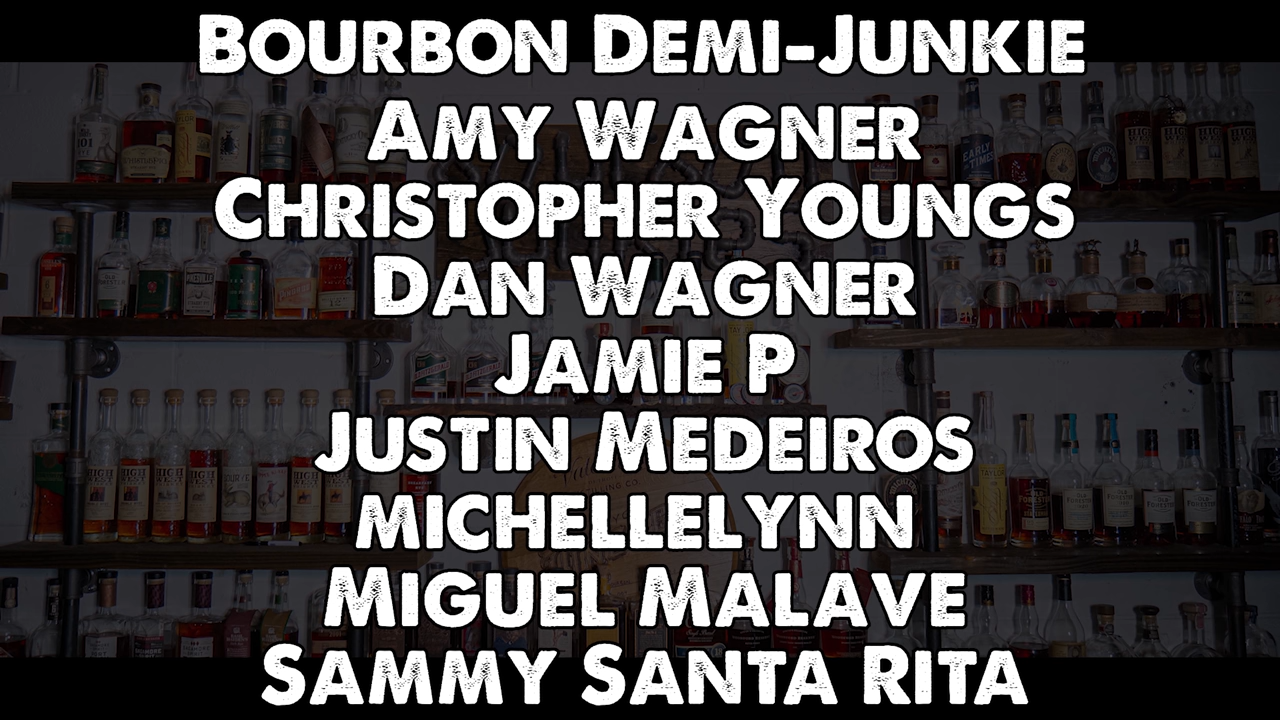 Bourbon Demi-Junkie
Amy Wagner
Christopher Youngs
Dan Wagner
Jamie P
Justin Medeiros
michellelynn
Miguel Malave
Sammy Santa Rita